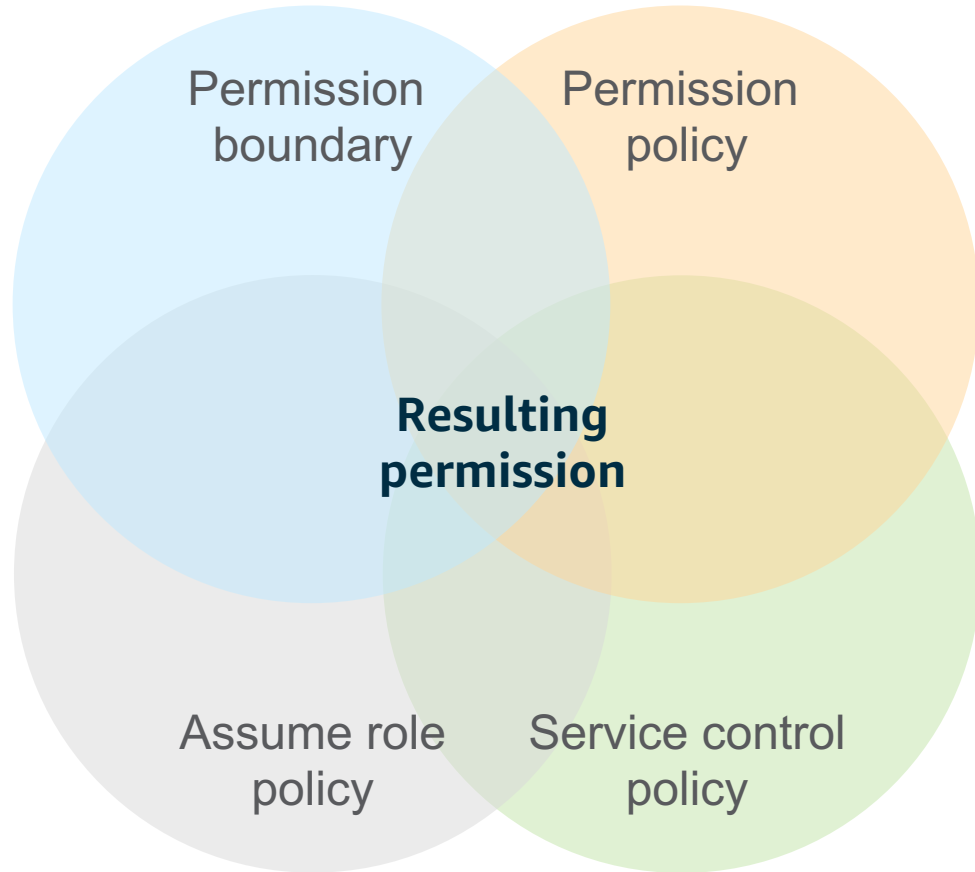 Permission
boundary
Permission
policy
Resulting
permission
Assume role
policy
Service control
policy